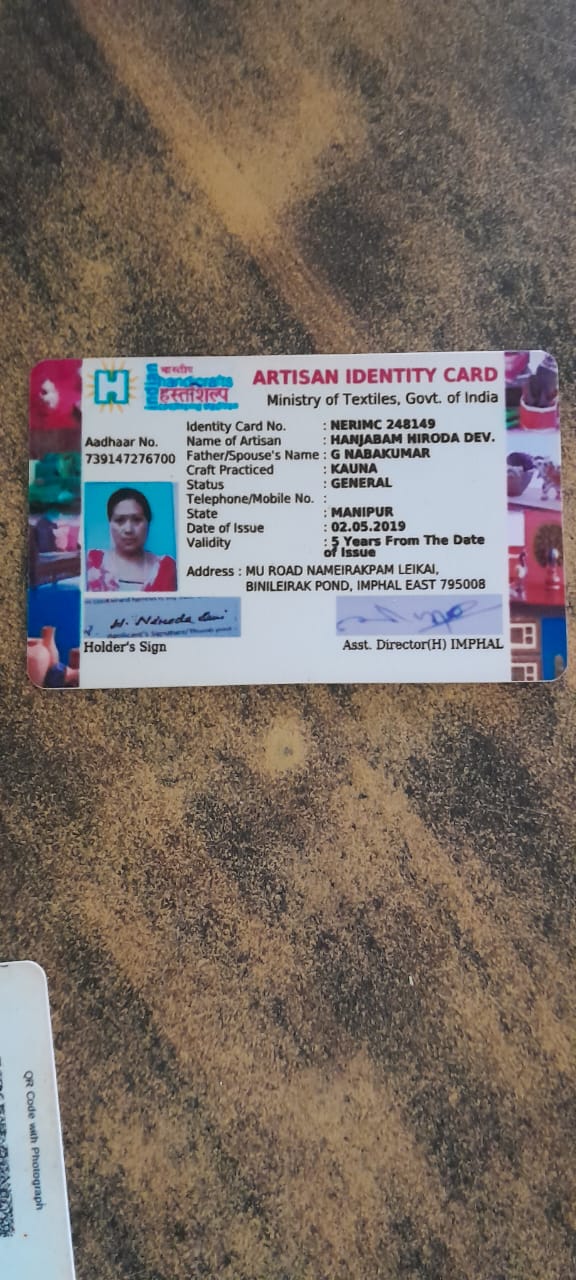 भारतीय
Indian
handicrafts
हस्तशिल्प
H
ARTISAN IDENTITY CARD
Ministry of Textiles, Govt. of India
Aadhaar No.
739147276700
Identity Card No. : NERIMC 248149
Name of Artisan : HANJABAM HIRODA DEV.
Father/Spouse's Name : G NABAKUMAR
Craft Practiced : KAUNA
Status : GENERAL
Telephone/Mobile No. :
State : MANIPUR
Date of Issue : 02.05.2019
Validity : 5 Years From The Date
of Issue
Address : MU ROAD NAMEIRAKPAM LEIKAI,
BINILEIRAK POND, IMPHAL EAST 795008
Holder's Sign
Asst. Director(H) IMPHAL
QR Code with Photograph